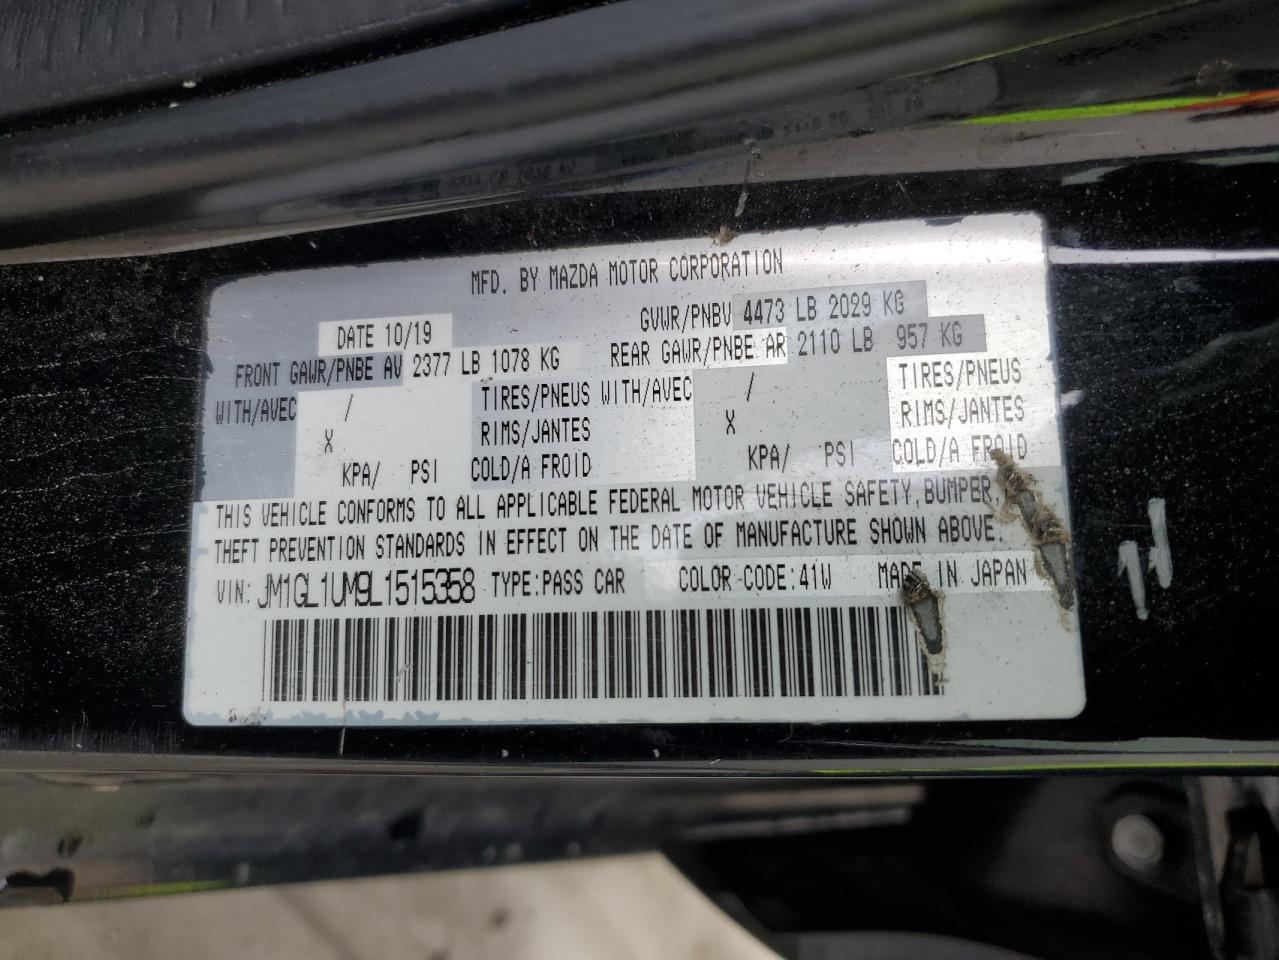 MFD. BY MAZDA MOTOR CORPORATION
DATE 10/19 GVWR/PNBV 4473 LB 2029 KG
FRONT GAWR/PNBE AV 2377 LB 1078 KG REAR GAWR/PNBE AR 2110 LB 957 KG
WITH/AVEC / TIRES/PNEUS WITH/AVEC / TIRES/PNEUS
X RIMS/JANTES X RIMS/JANTES
KPA/ PSI COLD/A FROID KPA/ PSI COLD/A FROID
THIS VEHICLE CONFORMS TO ALL APPLICABLE FEDERAL MOTOR VEHICLE SAFETY, BUMPER,
THEFT PREVENTION STANDARDS IN EFFECT ON THE DATE OF MANUFACTURE SHOWN ABOVE.
VIN: JM1GL1UM9L1515358 TYPE:PASS CAR COLOR CODE:41W MADE IN JAPAN